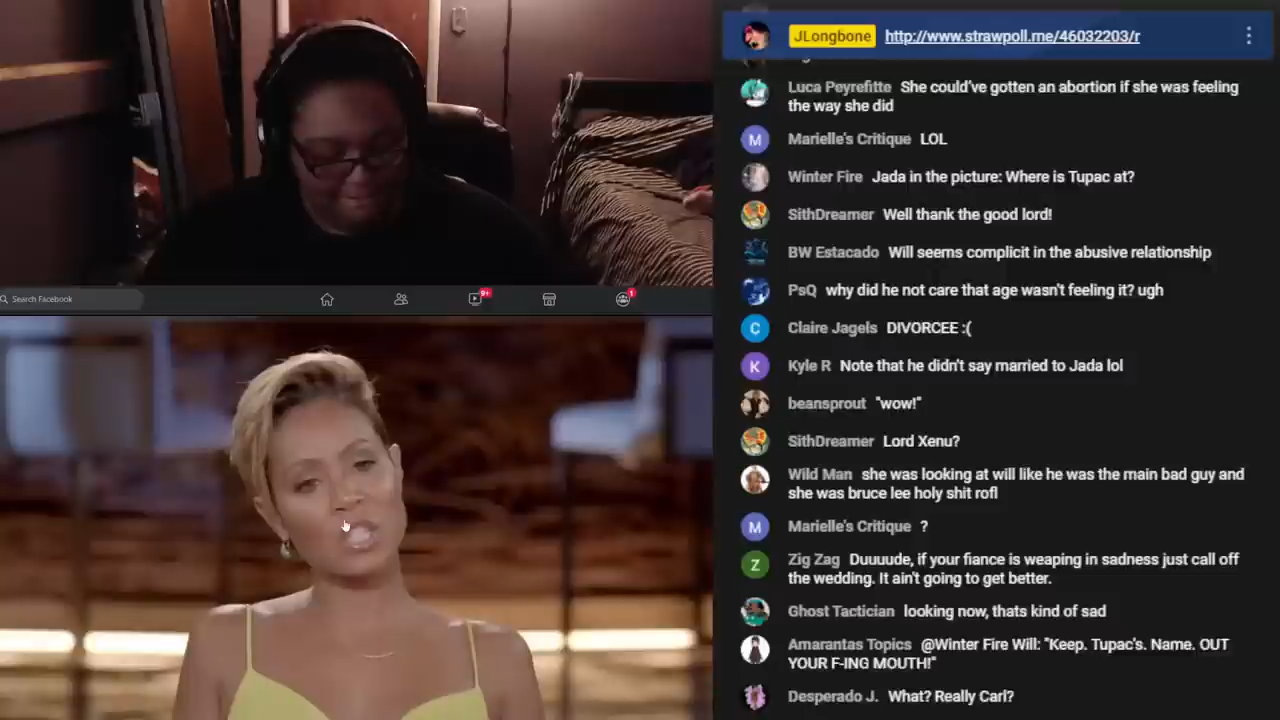 JLongbone http://www.strawpoll.me/46032203/r
Luca Peyrefitte She could've gotten an abortion if she was feeling
the way she did
M Marielle's Critique LOL
Winter Fire Jada in the picture: Where is Tupac at?
SithDreamer Well thank the good lord!
BW Estacado Will seems complicit in the abusive relationship
PsQ why did he not care that age wasn't feeling it? ugh
C Claire Jagels DIVORCEE :(
K Kyle R Note that he didn't say married to Jada lol
beansprout "wow!"
SithDreamer Lord Xenu?
Wild Man she was looking at will like he was the main bad guy and
she was bruce lee holy shit rofl
M Marielle's Critique ?
Z Zig Zag Duuuude, if your fiance is weaping in sadness just call off
the wedding. It ain't going to get better.
Ghost Tactician looking now, thats kind of sad
Amarantas Topics @Winter Fire Will: "Keep. Tupac's. Name. OUT
YOUR F-ING MOUTH!"
Desperado J. What? Really Carl?
Search Facebook
9+
1